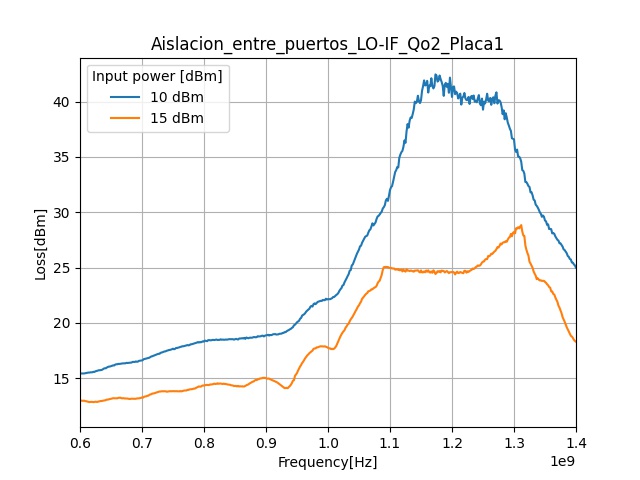 Aislacion_entre_puertos_LO-IF_Qo2_Placa1
Input power [dBm]
10 dBm
15 dBm
Loss[dBm]
40
35
30
25
20
15
0.6 0.7 0.8 0.9 1.0 1.1 1.2 1.3 1.4
1e9
Frequency[Hz]